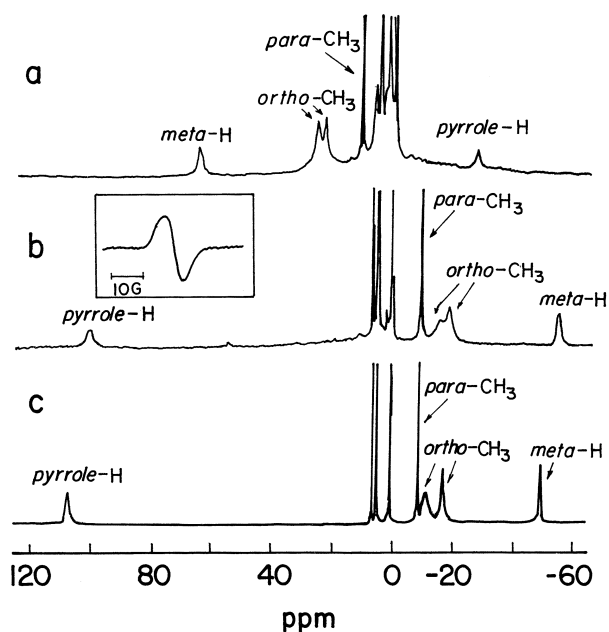 a
para-CH₃
ortho-CH₃
meta-H
pyrrole-H
b
10G
pyrrole-H
para-CH₃
ortho-CH₃
meta-H
c
pyrrole-H
para-CH₃
ortho-CH₃
meta-H
120 80 40 0 -20 -60
ppm